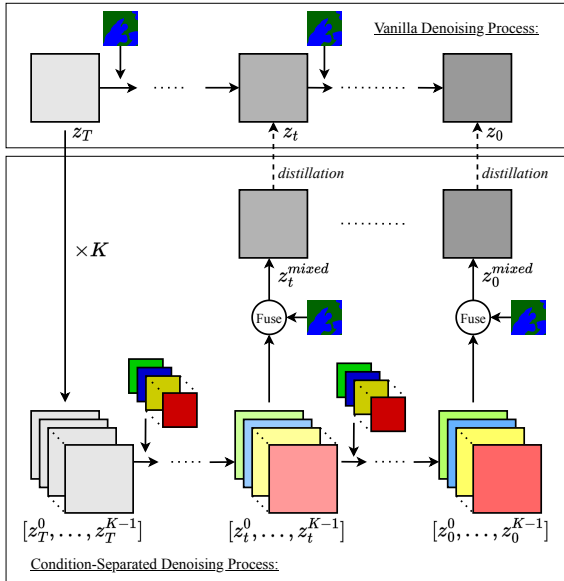 Vanilla Denoising Process:
z_T
z_t
z_0
distillation
distillation
×K
z_t^{mixed}
z_0^{mixed}
Fuse
Fuse
[z_T^0, . . . , z_T^{K-1}]
[z_t^0, . . . , z_t^{K-1}]
[z_0^0, . . . , z_0^{K-1}]
Condition-Separated Denoising Process: